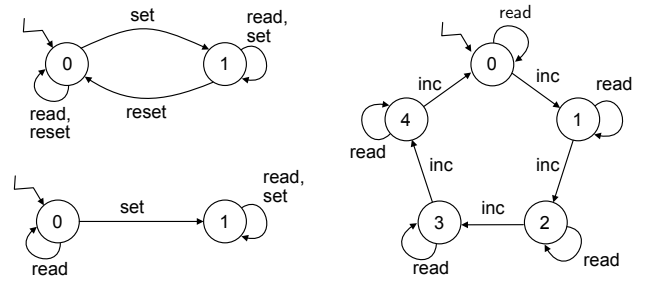 set
read,
set
0
1
read,
reset
reset
set
read,
set
0
1
read
read
0
inc
inc
read
4
1
read
inc
inc
3
inc
2
read
read